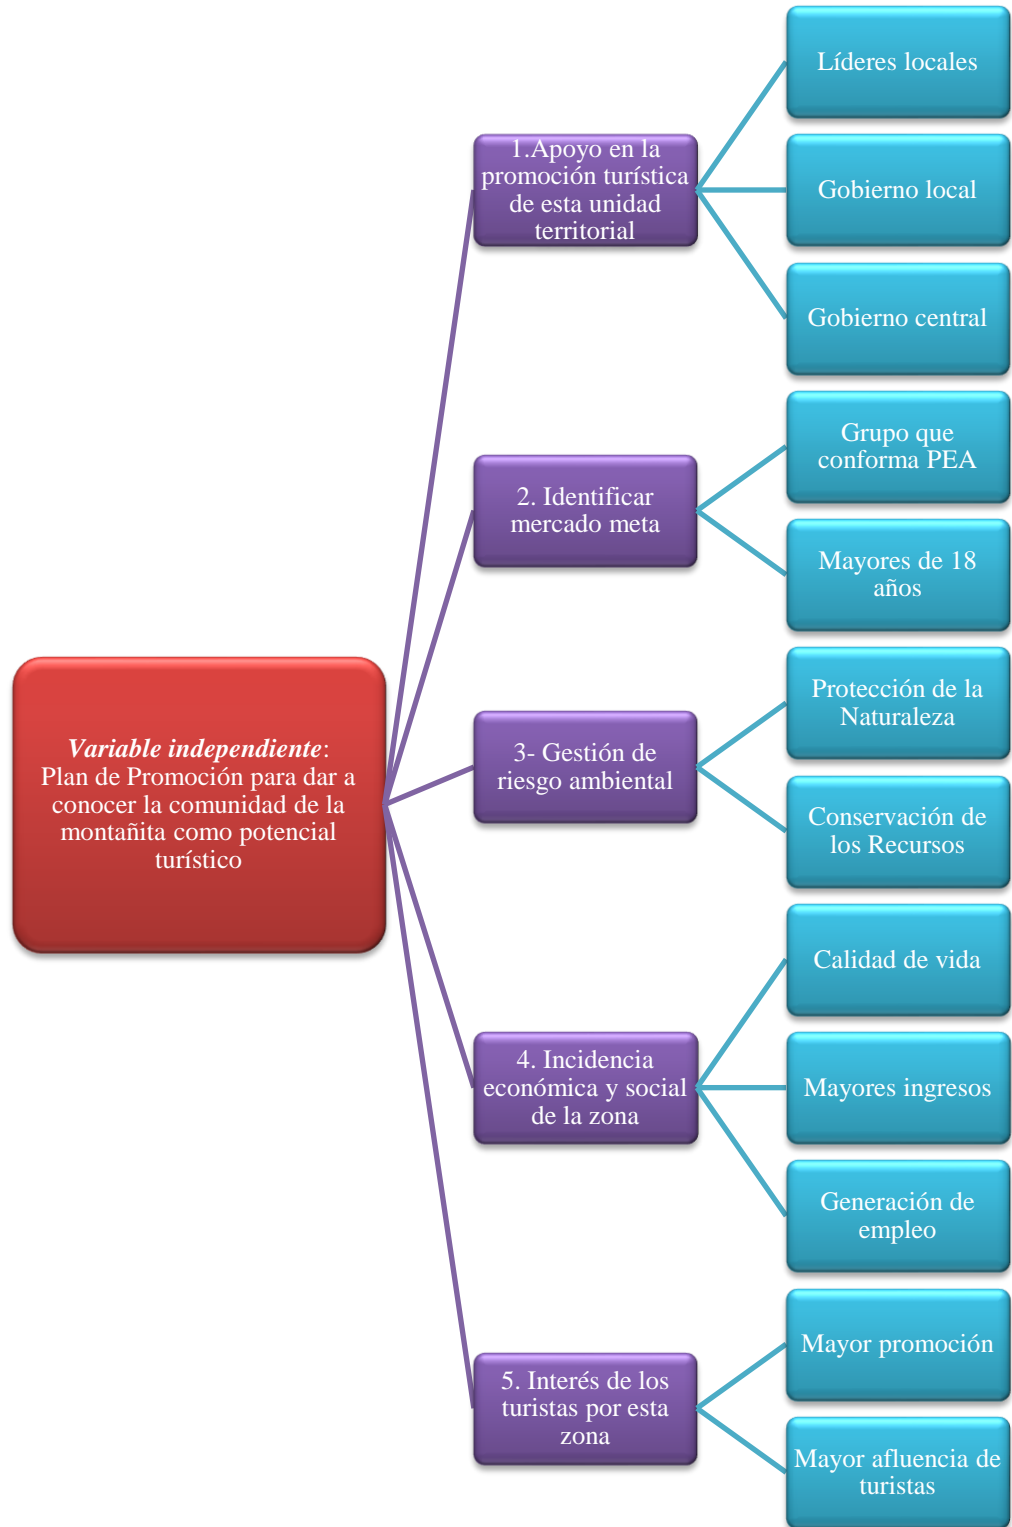 Variable independiente:
Plan de Promoción para dar a
conocer la comunidad de la
montañita como potencial
turístico
1.Apoyo en la
promoción turística
de esta unidad
territorial
Líderes locales
Gobierno local
Gobierno central
2. Identificar
mercado meta
Grupo que
conforma PEA
Mayores de 18
años
3- Gestión de
riesgo ambiental
Protección de la
Naturaleza
Conservación de
los Recursos
4. Incidencia
económica y social
de la zona
Calidad de vida
Mayores ingresos
Generación de
empleo
5. Interés de los
turistas por esta
zona
Mayor promoción
Mayor afluencia de
turistas